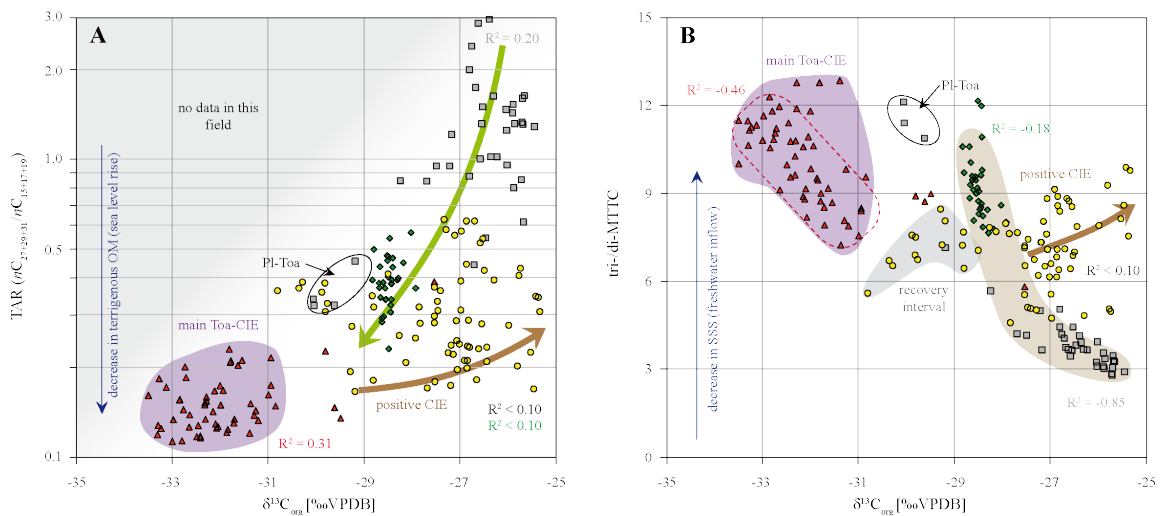 A
3.0
2.0
1.0
0.5
0.1
TAR (nC27+29+31/nC15+17+19)
decrease in terrigenous OM (sea level rise)
no data in this
field
R² = 0.20
Pl-Toa
main Toa-CIE
positive CIE
R² = 0.31
R² < 0.10
R² < 0.10
-35
-33
-31
-29
-27
-25
δ¹³Corg [‰VPDB]
B
15
12
9
6
3
0
tri-/di-MTTC
decrease in SSS (freshwater inflow)
main Toa-CIE
R² = -0.46
Pl-Toa
R² = -0.18
positive CIE
R² < 0.10
recovery
interval
R² = -0.85
-35
-33
-31
-29
-27
-25
δ¹³Corg [‰VPDB]